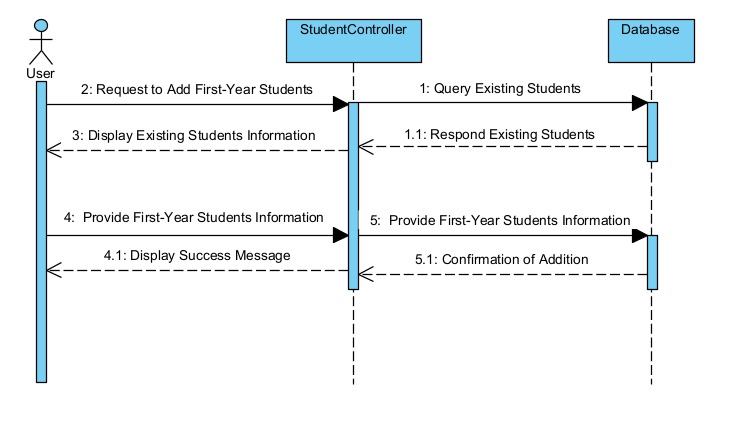 StudentController
Database
User
2: Request to Add First-Year Students
1: Query Existing Students
3: Display Existing Students Information
1.1: Respond Existing Students
4: Provide First-Year Students Information
5: Provide First-Year Students Information
4.1: Display Success Message
5.1: Confirmation of Addition